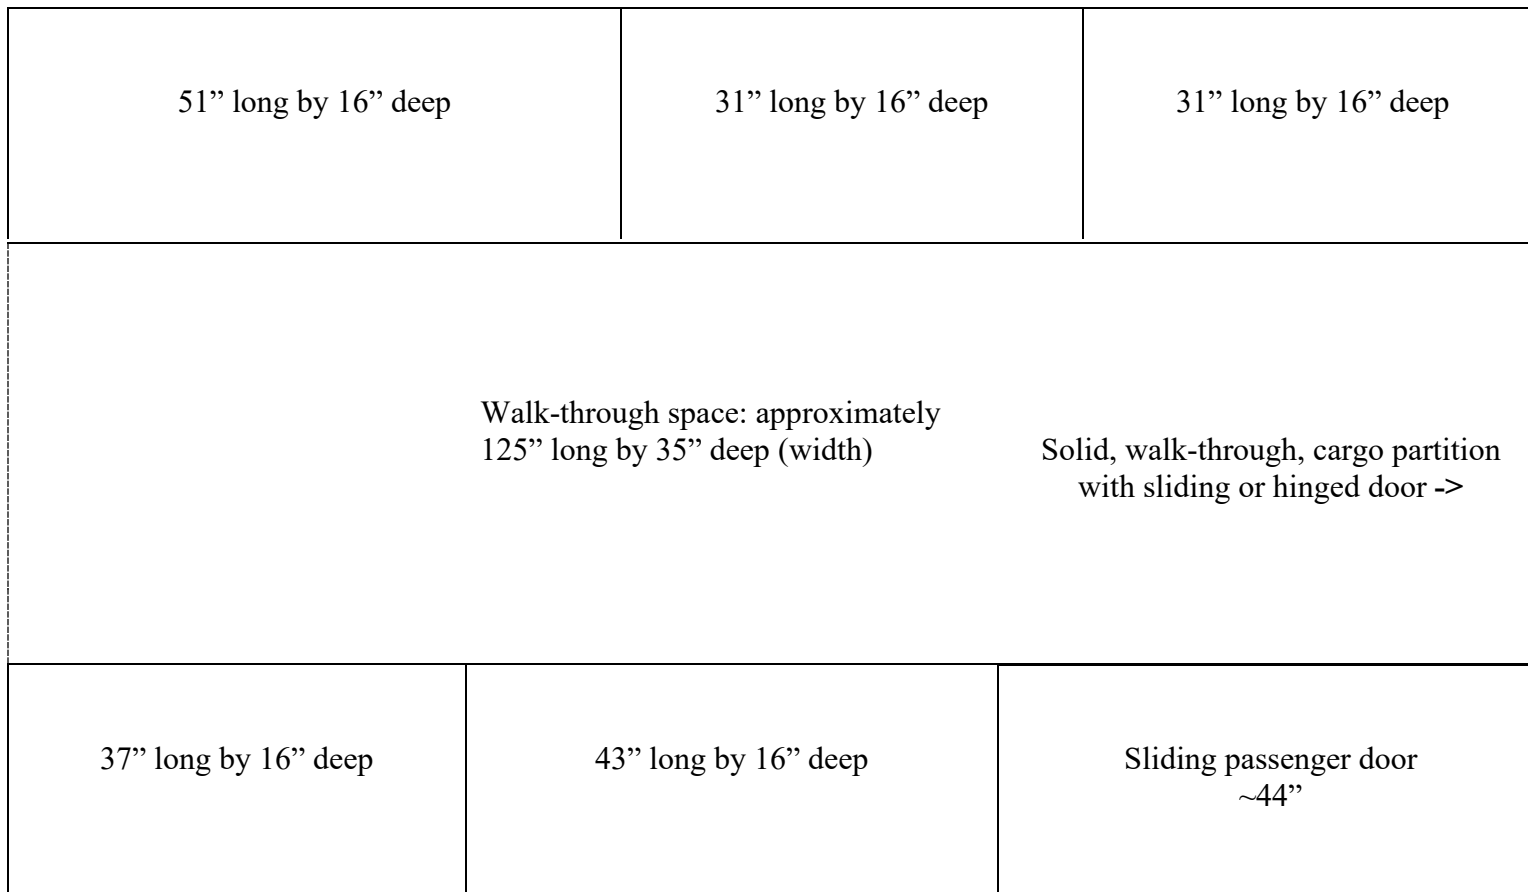 51” long by 16” deep
31” long by 16” deep
31” long by 16” deep
Walk-through space: approximately
125” long by 35” deep (width)
Solid, walk-through, cargo partition
with sliding or hinged door ->
37” long by 16” deep
43” long by 16” deep
Sliding passenger door
~44”